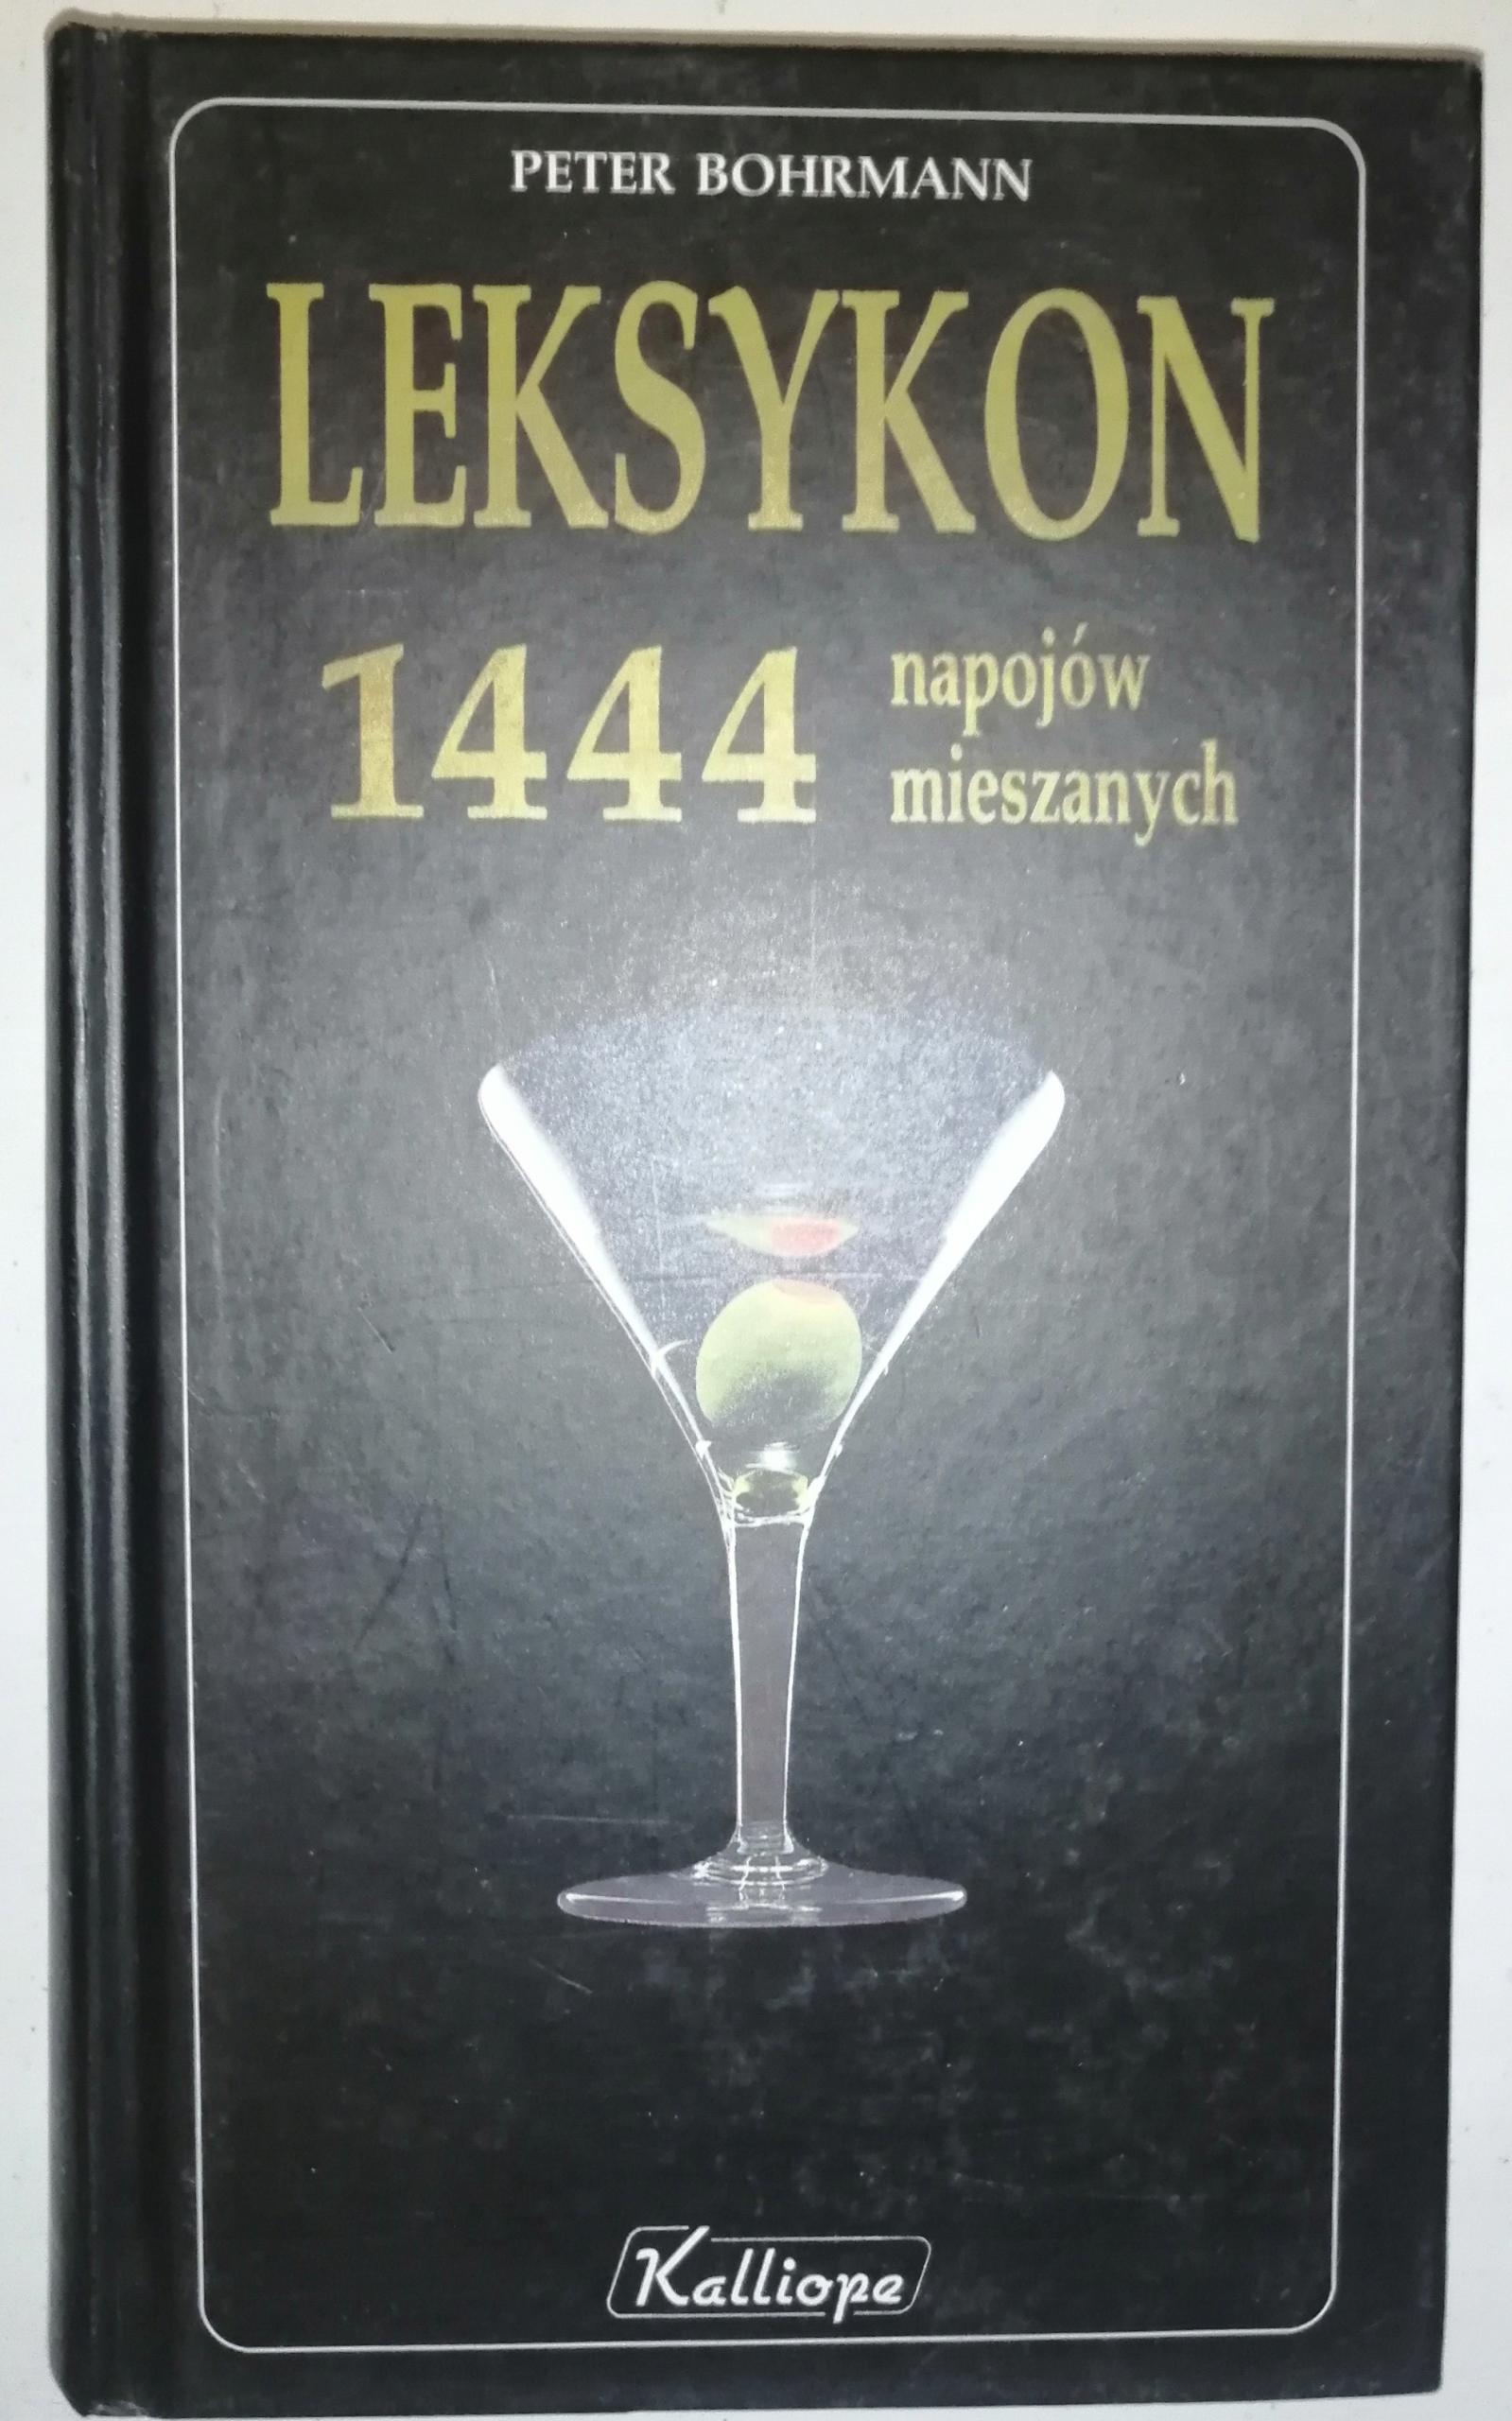 PETER BOHRMANN
LEKSYKON
1444 napojów
mieszanych
Kalliope